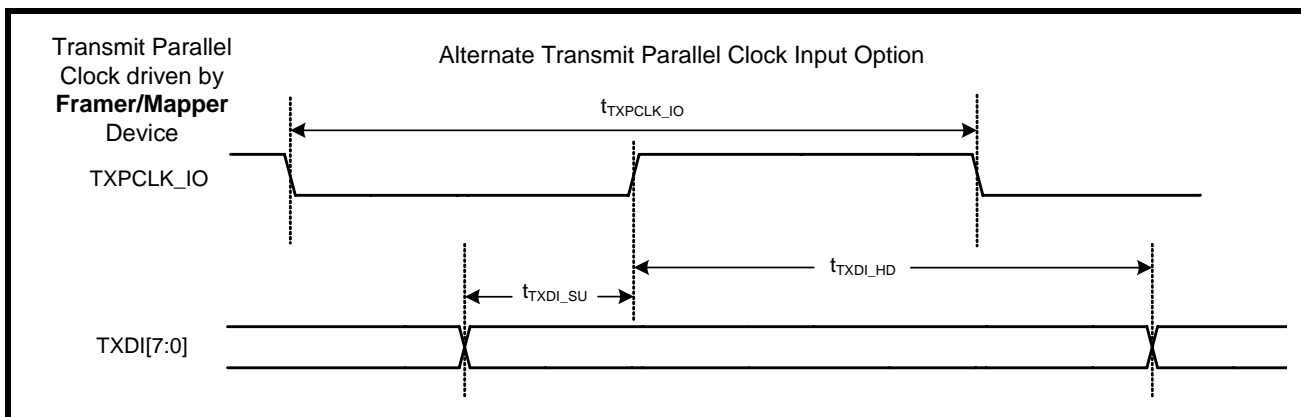 Transmit Parallel
Clock driven by
Framer/Mapper
Device
Alternate Transmit Parallel Clock Input Option
tTXPCLK_IO
TXPCLK_IO
tTXDI_HD
tTXDI_SU
TXDI[7:0]